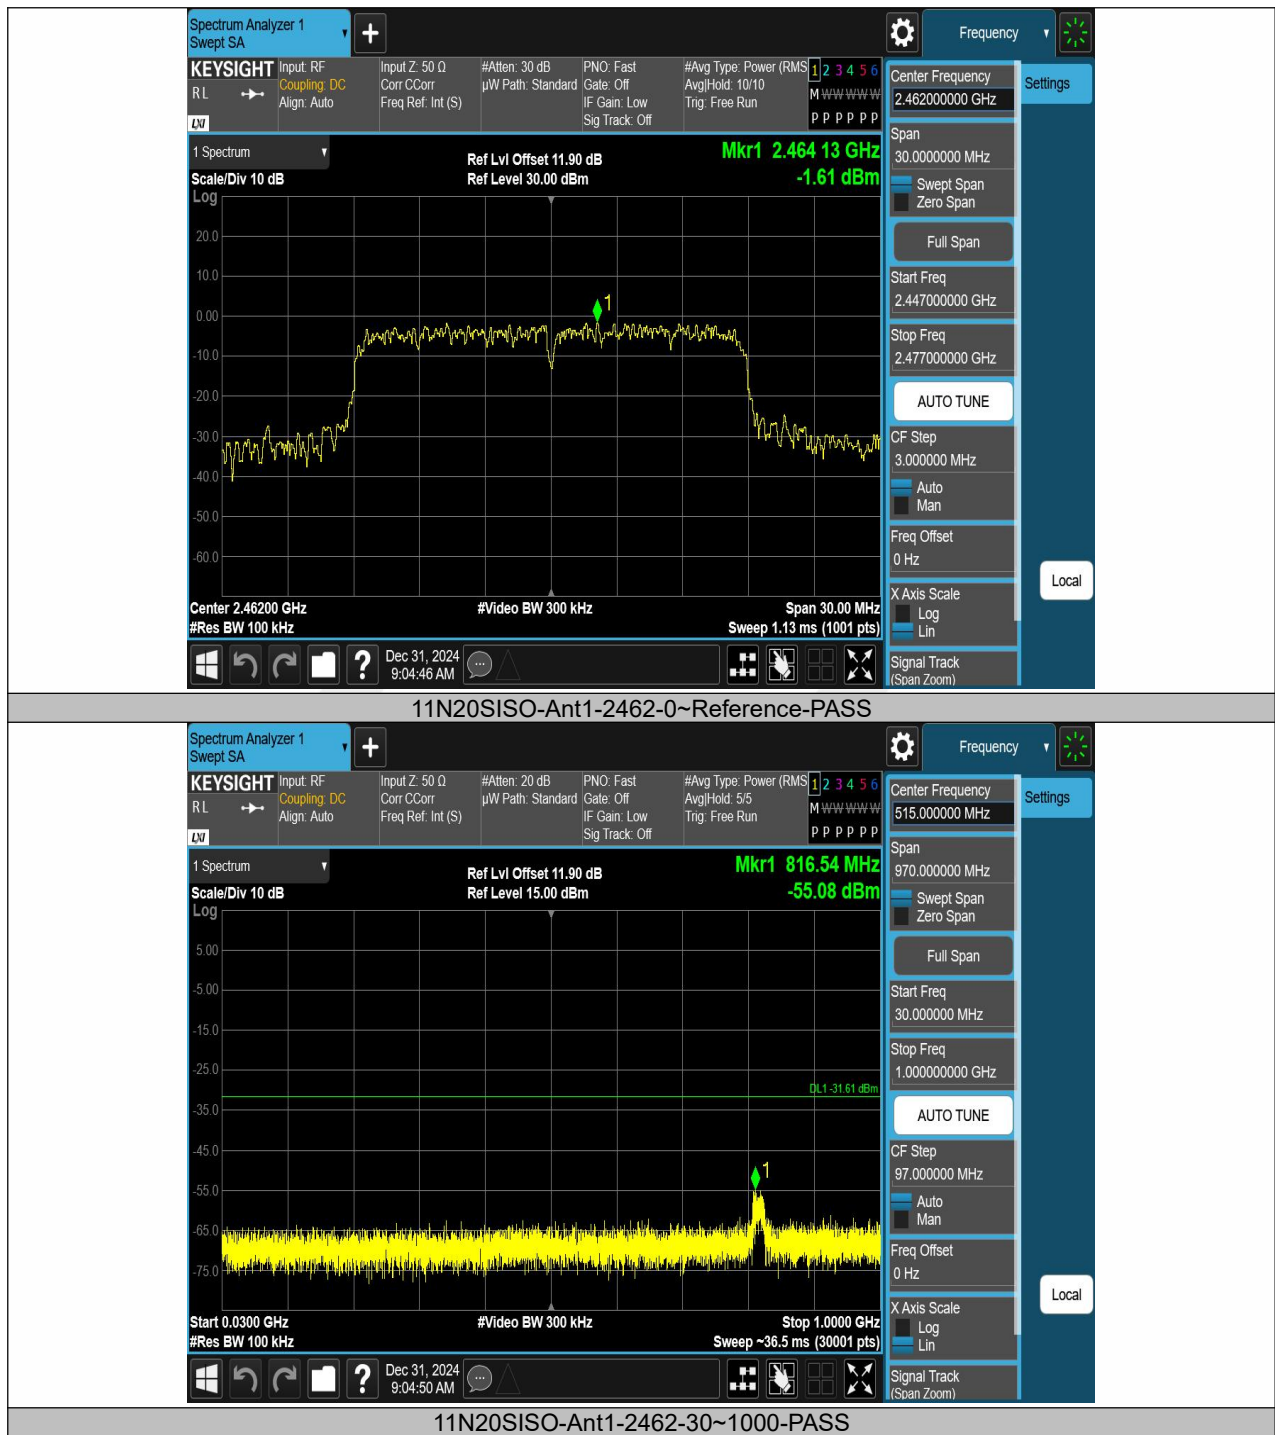 Spectrum Analyzer 1
Swept SA
+
Frequency
KEYSIGHT
RL
LXI
Input: RF
Coupling: DC
Align: Auto
Input Z: 50 Ω
Corr CCorr
Freq Ref: Int (S)
#Atten: 30 dB
µW Path: Standard
PNO: Fast
Gate: Off
IF Gain: Low
Sig Track: Off
#Avg Type: Power (RMS
Avg|Hold: 10/10
Trig: Free Run
1 2 3 4 5 6
M W W W W W
P P P P P P
1 Spectrum
Scale/Div 10 dB
Ref Lvl Offset 11.90 dB
Ref Level 30.00 dBm
Mkr1 2.464 13 GHz
-1.61 dBm
Log
20.0
10.0
0.00
-10.0
-20.0
-30.0
-40.0
-50.0
-60.0
1
Center 2.46200 GHz
#Res BW 100 kHz
#Video BW 300 kHz
Span 30.00 MHz
Sweep 1.13 ms (1001 pts)
?
Dec 31, 2024
9:04:46 AM
Center Frequency
2.462000000 GHz
Span
30.0000000 MHz
Swept Span
Zero Span
Full Span
Start Freq
2.447000000 GHz
Stop Freq
2.477000000 GHz
AUTO TUNE
CF Step
3.000000 MHz
Auto
Man
Freq Offset
0 Hz
X Axis Scale
Log
Lin
Signal Track
(Span Zoom)
Settings
Local
11N20SISO-Ant1-2462-0~Reference-PASS
Spectrum Analyzer 1
Swept SA
+
Frequency
KEYSIGHT
RL
LXI
Input: RF
Coupling: DC
Align: Auto
Input Z: 50 Ω
Corr CCorr
Freq Ref: Int (S)
#Atten: 20 dB
µW Path: Standard
PNO: Fast
Gate: Off
IF Gain: Low
Sig Track: Off
#Avg Type: Power (RMS
Avg|Hold: 5/5
Trig: Free Run
1 2 3 4 5 6
M W W W W W
P P P P P P
1 Spectrum
Scale/Div 10 dB
Ref Lvl Offset 11.90 dB
Ref Level 15.00 dBm
Mkr1 816.54 MHz
-55.08 dBm
Log
5.00
-5.00
-15.0
-25.0
-35.0
-45.0
-55.0
-65.0
-75.0
DL1 -31.61 dBm
1
Start 0.0300 GHz
#Res BW 100 kHz
#Video BW 300 kHz
Stop 1.0000 GHz
Sweep ~36.5 ms (30001 pts)
?
Dec 31, 2024
9:04:50 AM
Center Frequency
515.000000 MHz
Span
970.000000 MHz
Swept Span
Zero Span
Full Span
Start Freq
30.000000 MHz
Stop Freq
1.000000000 GHz
AUTO TUNE
CF Step
97.000000 MHz
Auto
Man
Freq Offset
0 Hz
X Axis Scale
Log
Lin
Signal Track
(Span Zoom)
Settings
Local
11N20SISO-Ant1-2462-30~1000-PASS